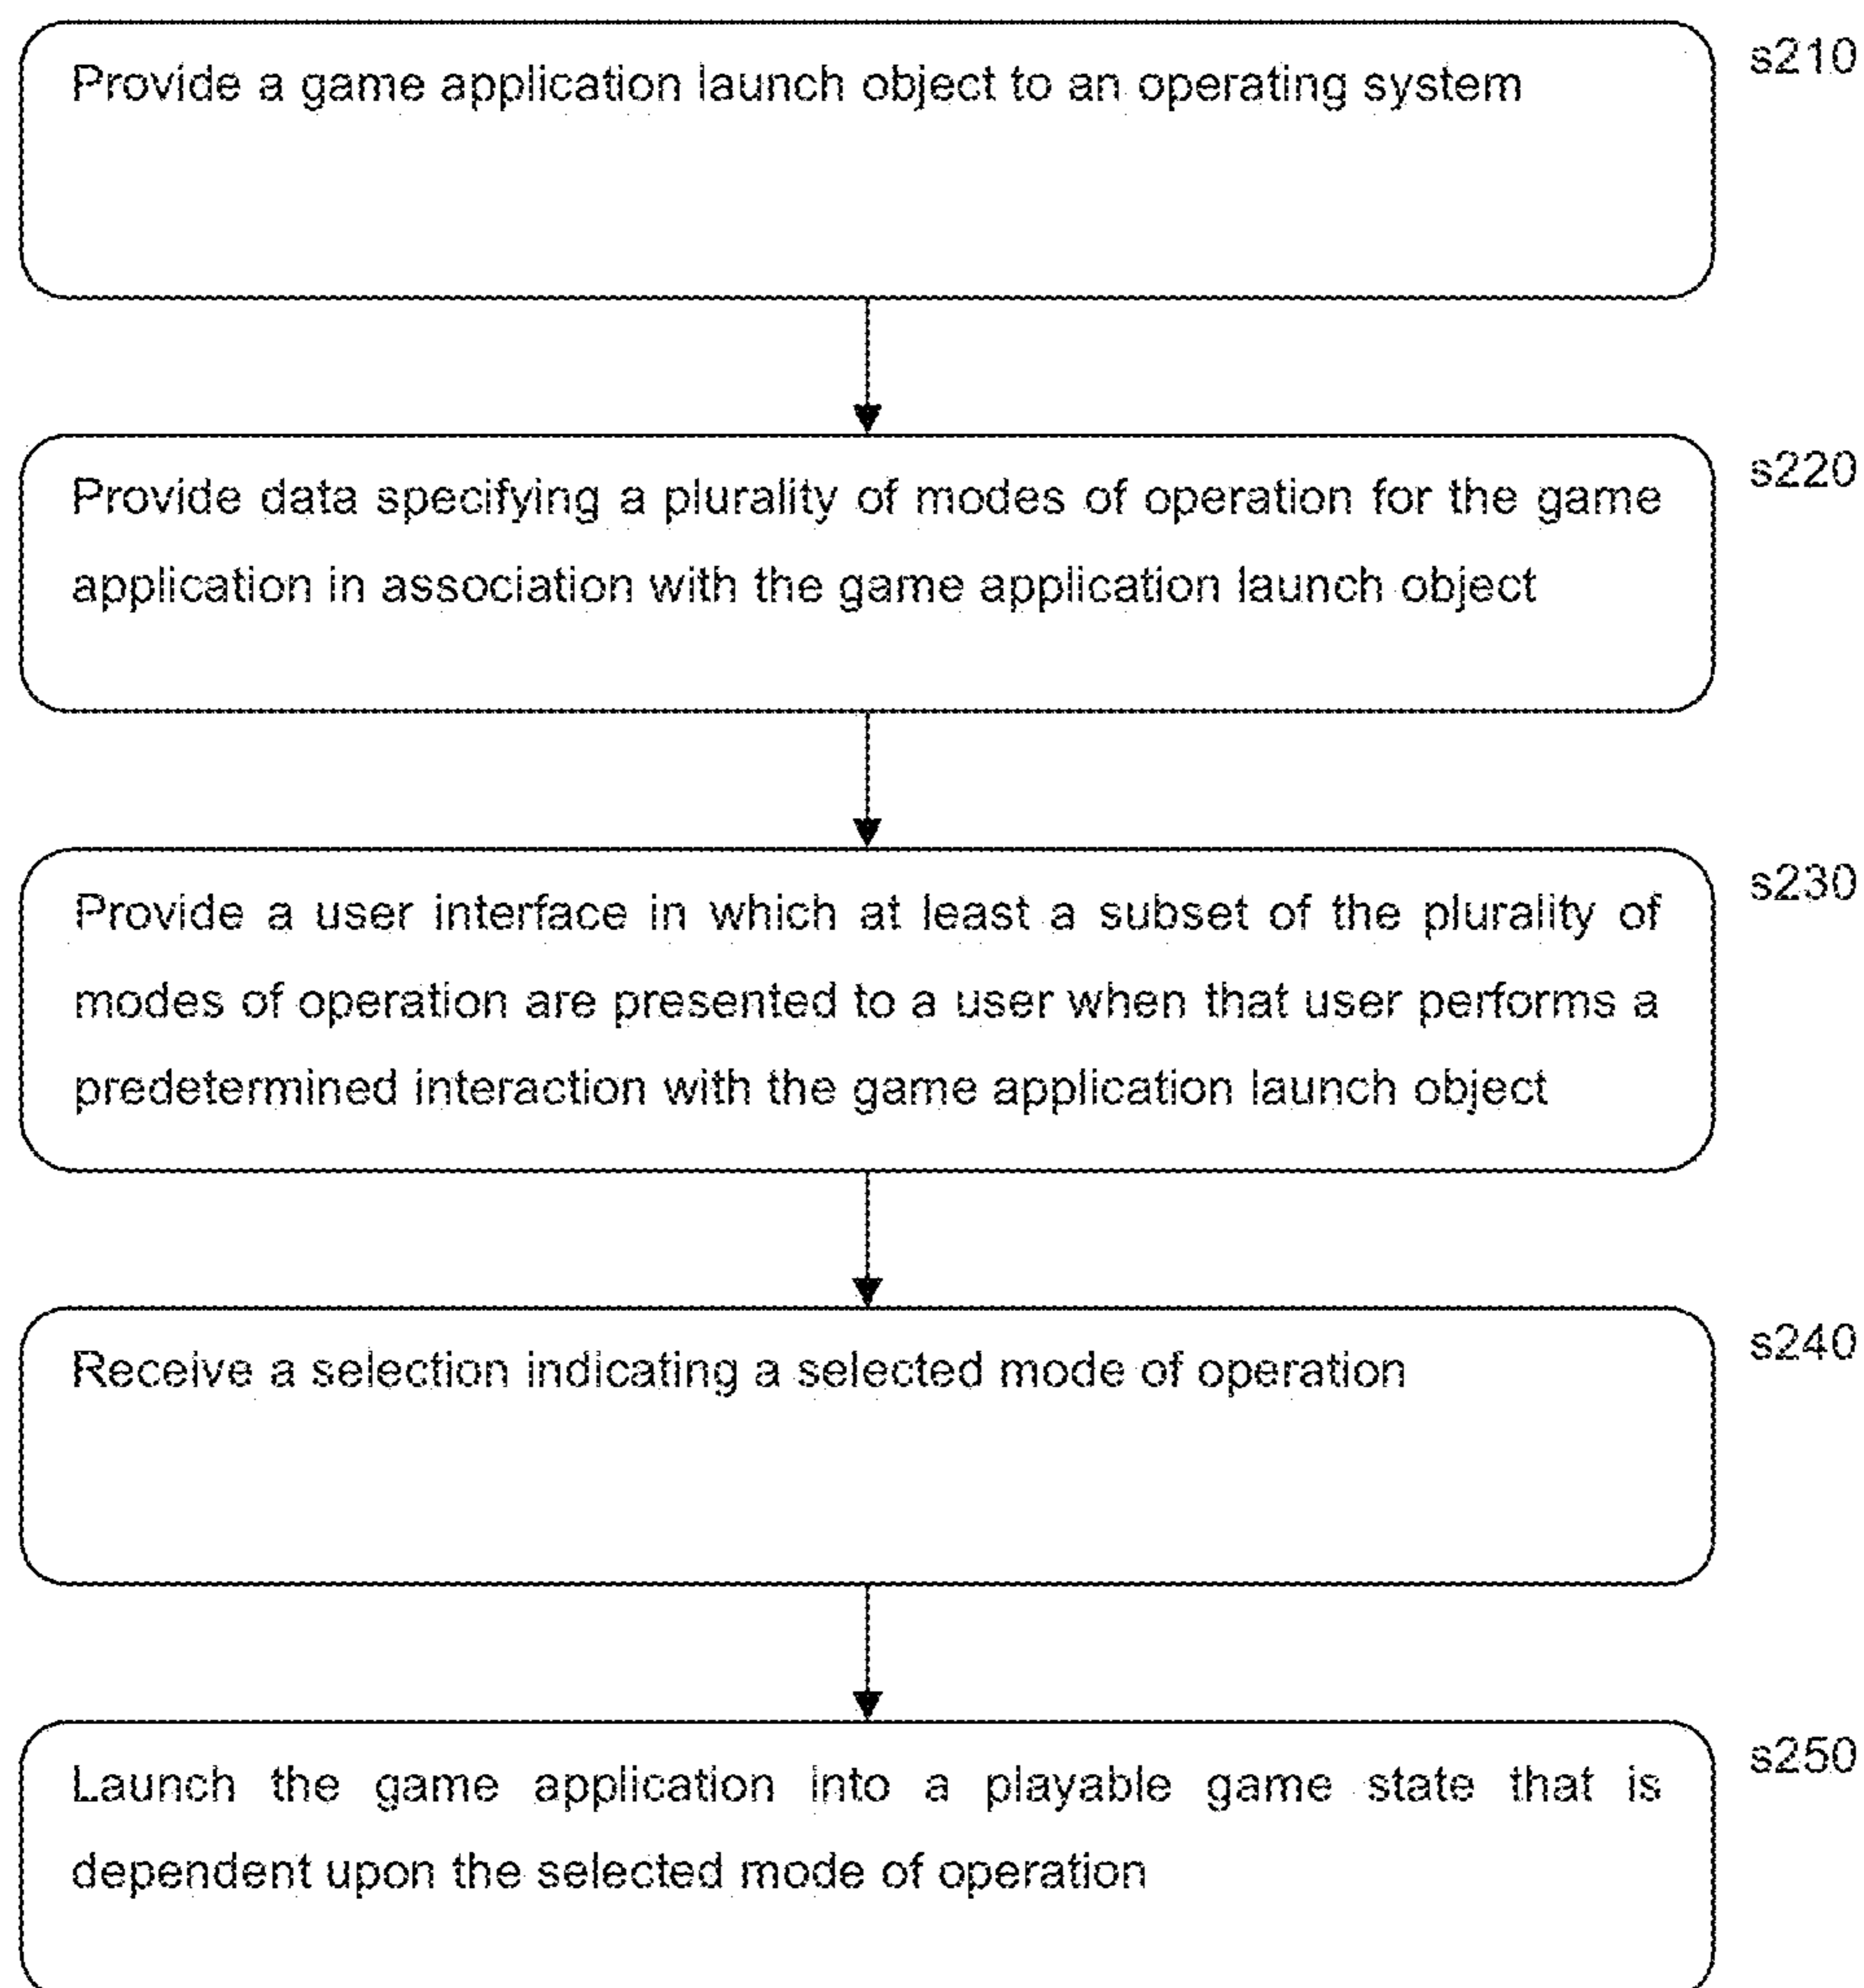 Provide a game application launch object to an operating system
s210
Provide data specifying a plurality of modes of operation for the game
application in association with the game application launch object
s220
Provide a user interface in which at least a subset of the plurality of
modes of operation are presented to a user when that user performs a
predetermined interaction with the game application launch object
s230
Receive a selection indicating a selected mode of operation
s240
Launch the game application into a playable game state that is
dependent upon the selected mode of operation
s250